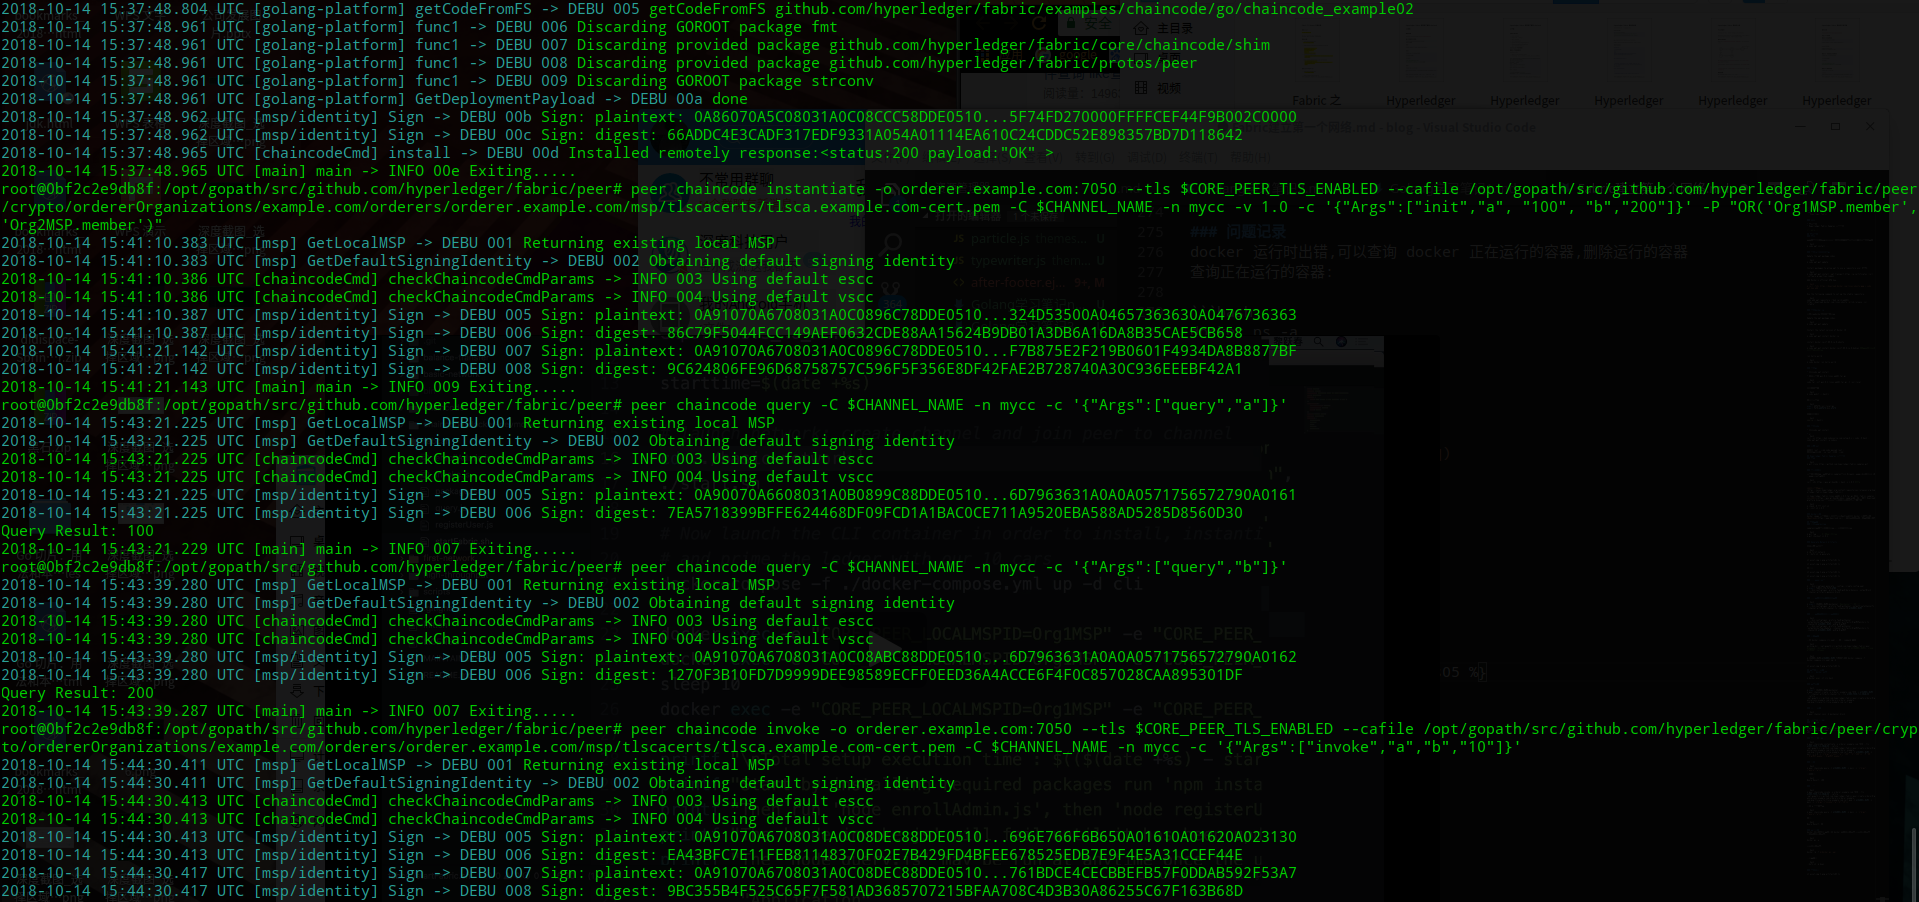 2018-10-14 15:37:48.804 UTC [golang-platform] getCodeFromFS -> DEBU 005 getCodeFromFS github.com/hyperledger/fabric/examples/chaincode/go/chaincode_example02
2018-10-14 15:37:48.961 UTC [golang-platform] func1 -> DEBU 006 Discarding GOROOT package fmt
2018-10-14 15:37:48.961 UTC [golang-platform] func1 -> DEBU 007 Discarding provided package github.com/hyperledger/fabric/core/chaincode/shim
2018-10-14 15:37:48.961 UTC [golang-platform] func1 -> DEBU 008 Discarding provided package github.com/hyperledger/fabric/protos/peer
2018-10-14 15:37:48.961 UTC [golang-platform] func1 -> DEBU 009 Discarding GOROOT package strconv
2018-10-14 15:37:48.961 UTC [golang-platform] GetDeploymentPayload -> DEBU 00a done
2018-10-14 15:37:48.962 UTC [msp/identity] Sign -> DEBU 00b Sign: plaintext: 0A86070A5C08031A0C08CCC58DDE0510...5F74FD270000FFFFCEF44F9B002C0000
2018-10-14 15:37:48.962 UTC [msp/identity] Sign -> DEBU 00c Sign: digest: 66ADDC4E3CADF317EDF9331A054A01114EA610C24CDDC52E898357BD7D118642
2018-10-14 15:37:48.965 UTC [chaincodeCmd] install -> DEBU 00d Installed remotely response:<status:200 payload:"OK" >
2018-10-14 15:37:48.965 UTC [main] main -> INFO 00e Exiting.....
root@0bf2c2e9db8f:/opt/gopath/src/github.com/hyperledger/fabric/peer# peer chaincode instantiate -o orderer.example.com:7050 --tls $CORE_PEER_TLS_ENABLED --cafile /opt/gopath/src/github.com/hyperledger/fabric/peer
/crypto/ordererOrganizations/example.com/orderers/orderer.example.com/msp/tlscacerts/tlsca.example.com-cert.pem -C $CHANNEL_NAME -n mycc -v 1.0 -c '{"Args":["init","a", "100", "b","200"]}' -P "OR('Org1MSP.member',
'Org2MSP.member')"
2018-10-14 15:41:10.383 UTC [msp] GetLocalMSP -> DEBU 001 Returning existing local MSP
2018-10-14 15:41:10.383 UTC [msp] GetDefaultSigningIdentity -> DEBU 002 Obtaining default signing identity
2018-10-14 15:41:10.386 UTC [chaincodeCmd] checkChaincodeCmdParams -> INFO 003 Using default escc
2018-10-14 15:41:10.386 UTC [chaincodeCmd] checkChaincodeCmdParams -> INFO 004 Using default vscc
2018-10-14 15:41:10.387 UTC [msp/identity] Sign -> DEBU 005 Sign: plaintext: 0A91070A6708031A0C0896C78DDE0510...324D53500A04657363630A0476736363
2018-10-14 15:41:10.387 UTC [msp/identity] Sign -> DEBU 006 Sign: digest: 86C79F5044FCC149AEF0632CDE88AA15624B9DB01A3DB6A16DA8B35CAE5CB658
2018-10-14 15:41:21.142 UTC [msp/identity] Sign -> DEBU 007 Sign: plaintext: 0A91070A6708031A0C0896C78DDE0510...F7B875E2F219B0601F4934DA8B8877BF
2018-10-14 15:41:21.142 UTC [msp/identity] Sign -> DEBU 008 Sign: digest: 9C624806FE96D68758757C596F5F356E8DF42FAE2B728740A30C936EEEBF42A1
2018-10-14 15:41:21.143 UTC [main] main -> INFO 009 Exiting.....
root@0bf2c2e9db8f:/opt/gopath/src/github.com/hyperledger/fabric/peer# peer chaincode query -C $CHANNEL_NAME -n mycc -c '{"Args":["query","a"]}'
2018-10-14 15:43:21.225 UTC [msp] GetLocalMSP -> DEBU 001 Returning existing local MSP
2018-10-14 15:43:21.225 UTC [msp] GetDefaultSigningIdentity -> DEBU 002 Obtaining default signing identity
2018-10-14 15:43:21.225 UTC [chaincodeCmd] checkChaincodeCmdParams -> INFO 003 Using default escc
2018-10-14 15:43:21.225 UTC [chaincodeCmd] checkChaincodeCmdParams -> INFO 004 Using default vscc
2018-10-14 15:43:21.225 UTC [msp/identity] Sign -> DEBU 005 Sign: plaintext: 0A90070A6608031A0B0899C88DDE0510...6D7963631A0A0A0571756572790A0161
2018-10-14 15:43:21.225 UTC [msp/identity] Sign -> DEBU 006 Sign: digest: 7EA5718399BFFE624468DF09FCD1A1BAC0CE711A9520EBA588AD5285D8560D30
Query Result: 100
2018-10-14 15:43:21.229 UTC [main] main -> INFO 007 Exiting.....
root@0bf2c2e9db8f:/opt/gopath/src/github.com/hyperledger/fabric/peer# peer chaincode query -C $CHANNEL_NAME -n mycc -c '{"Args":["query","b"]}'
2018-10-14 15:43:39.280 UTC [msp] GetLocalMSP -> DEBU 001 Returning existing local MSP
2018-10-14 15:43:39.280 UTC [msp] GetDefaultSigningIdentity -> DEBU 002 Obtaining default signing identity
2018-10-14 15:43:39.280 UTC [chaincodeCmd] checkChaincodeCmdParams -> INFO 003 Using default escc
2018-10-14 15:43:39.280 UTC [chaincodeCmd] checkChaincodeCmdParams -> INFO 004 Using default vscc
2018-10-14 15:43:39.280 UTC [msp/identity] Sign -> DEBU 005 Sign: plaintext: 0A91070A6708031A0C08ABC88DDE0510...6D7963631A0A0A0571756572790A0162
2018-10-14 15:43:39.280 UTC [msp/identity] Sign -> DEBU 006 Sign: digest: 1270F3B10FD7D9999DEE98589ECFF0EED36A4ACCE6F4F0C857028CAA895301DF
Query Result: 200
2018-10-14 15:43:39.287 UTC [main] main -> INFO 007 Exiting.....
root@0bf2c2e9db8f:/opt/gopath/src/github.com/hyperledger/fabric/peer# peer chaincode invoke -o orderer.example.com:7050 --tls $CORE_PEER_TLS_ENABLED --cafile /opt/gopath/src/github.com/hyperledger/fabric/peer/cryp
to/ordererOrganizations/example.com/orderers/orderer.example.com/msp/tlscacerts/tlsca.example.com-cert.pem -C $CHANNEL_NAME -n mycc -c '{"Args":["invoke","a","b","10"]}'
2018-10-14 15:44:30.411 UTC [msp] GetLocalMSP -> DEBU 001 Returning existing local MSP
2018-10-14 15:44:30.411 UTC [msp] GetDefaultSigningIdentity -> DEBU 002 Obtaining default signing identity
2018-10-14 15:44:30.413 UTC [chaincodeCmd] checkChaincodeCmdParams -> INFO 003 Using default escc
2018-10-14 15:44:30.413 UTC [chaincodeCmd] checkChaincodeCmdParams -> INFO 004 Using default vscc
2018-10-14 15:44:30.413 UTC [msp/identity] Sign -> DEBU 005 Sign: plaintext: 0A91070A6708031A0C08DEC88DDE0510...696E766F6B650A01610A01620A023130
2018-10-14 15:44:30.413 UTC [msp/identity] Sign -> DEBU 006 Sign: digest: EA43BFC7E11FEB81148370F02E7B429FD4BFEE678525EDB7E9F4E5A31CCEF44E
2018-10-14 15:44:30.417 UTC [msp/identity] Sign -> DEBU 007 Sign: plaintext: 0A91070A6708031A0C08DEC88DDE0510...761BDCE4CECBBEFB57F0DDAB592F53A7
2018-10-14 15:44:30.417 UTC [msp/identity] Sign -> DEBU 008 Sign: digest: 9BC355B4F525C65F7F581AD3685707215BFAA708C4D3B30A86255C67F163B68D